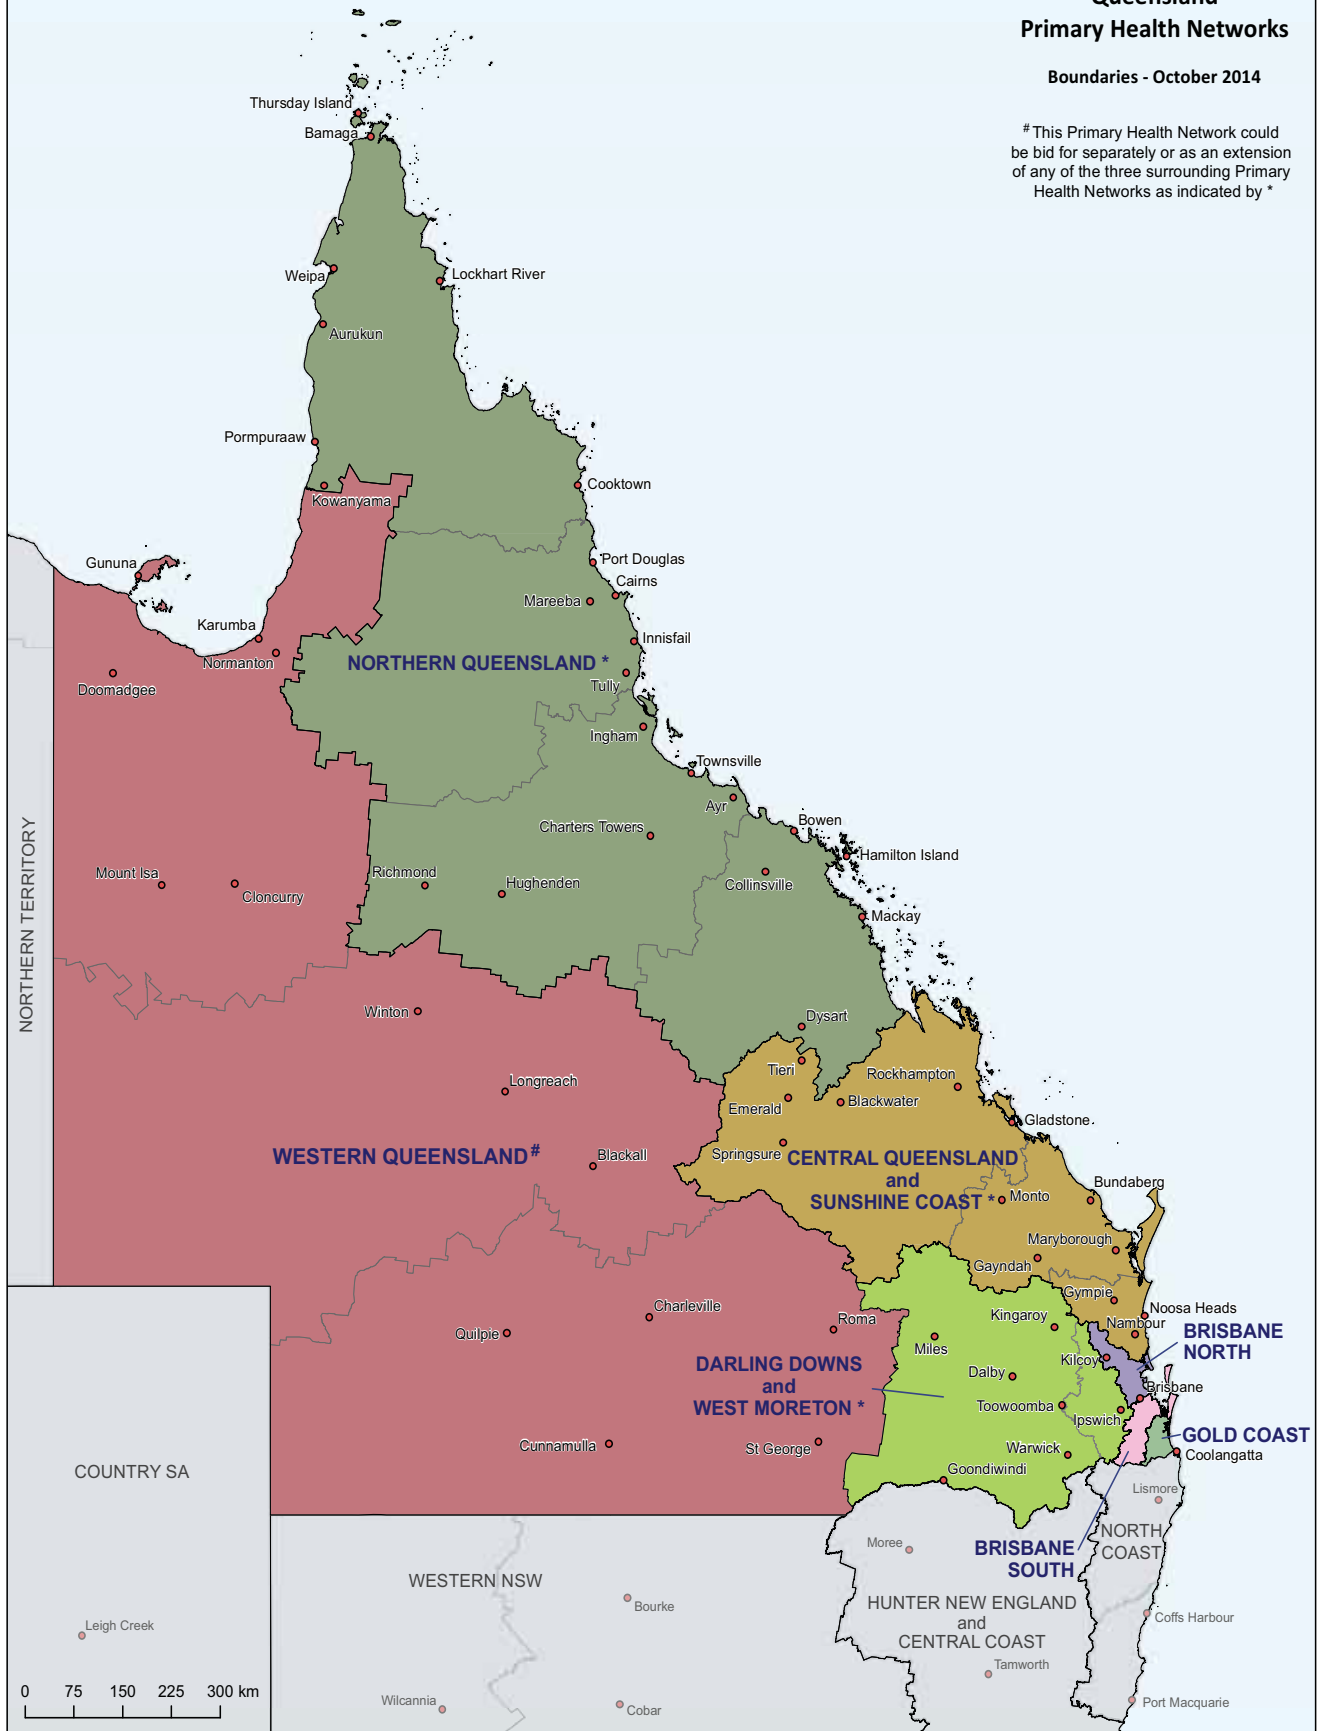 Queensland
Primary Health Networks
Boundaries - October 2014
# This Primary Health Network could
be bid for separately or as an extension
of any of the three surrounding Primary
Health Networks as indicated by *
Thursday Island
Bamaga
Weipa
Lockhart River
Aurukun
Pormpuraaw
Kowanyama
Cooktown
Gununa
Port Douglas
Cairns
Mareeba
Karumba
Normanton
Innisfail
NORTHERN QUEENSLAND *
Doomadgee
Tully
Ingham
Townsville
Ayr
Charters Towers
Bowen
Hamilton Island
NORTHERN TERRITORY
Mount Isa
Cloncurry
Richmond
Hughenden
Collinsville
Mackay
Winton
Dysart
Tieri
Rockhampton
Longreach
Emerald
Blackwater
Gladstone
WESTERN QUEENSLAND #
Blackall
Springsure
CENTRAL QUEENSLAND
and
SUNSHINE COAST *
Monto
Bundaberg
Maryborough
Gayndah
Gympie
Charleville
Roma
Kingaroy
Noosa Heads
Nambour
Quilpie
Miles
BRISBANE
NORTH
Kilcoy
DARLING DOWNS
and
WEST MORETON *
Dalby
Brisbane
Toowoomba
Ipswich
GOLD COAST
Cunnamulla
St George
Warwick
Coolangatta
COUNTRY SA
Goondiwindi
Lismore
Moree
BRISBANE
SOUTH
NORTH
COAST
WESTERN NSW
Bourke
HUNTER NEW ENGLAND
and
CENTRAL COAST
Coffs Harbour
Leigh Creek
Tamworth
0 75 150 225 300 km
Wilcannia
Cobar
Port Macquarie